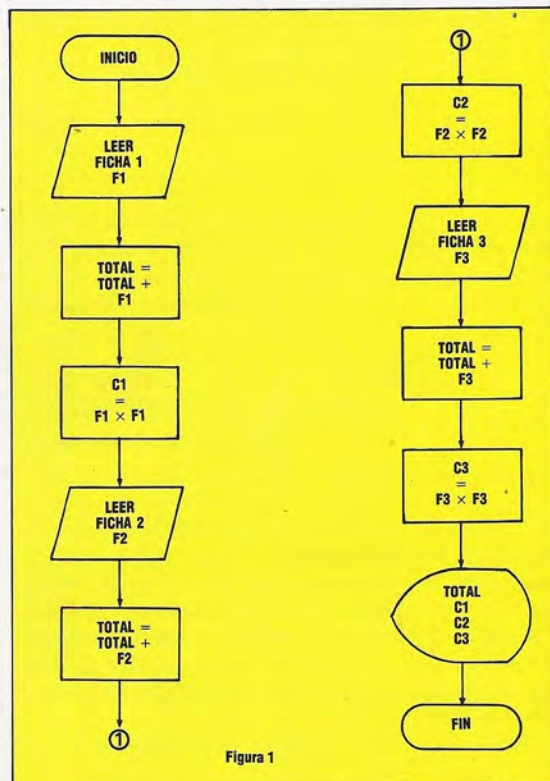 INICIO
LEER
FICHA 1
F1
TOTAL =
TOTAL +
F1
C1
=
F1 × F1
LEER
FICHA 2
F2
TOTAL =
TOTAL +
F2
1
1
C2
=
F2 × F2
LEER
FICHA 3
F3
TOTAL =
TOTAL +
F3
C3
=
F3 × F3
TOTAL
C1
C2
C3
FIN
Figura 1